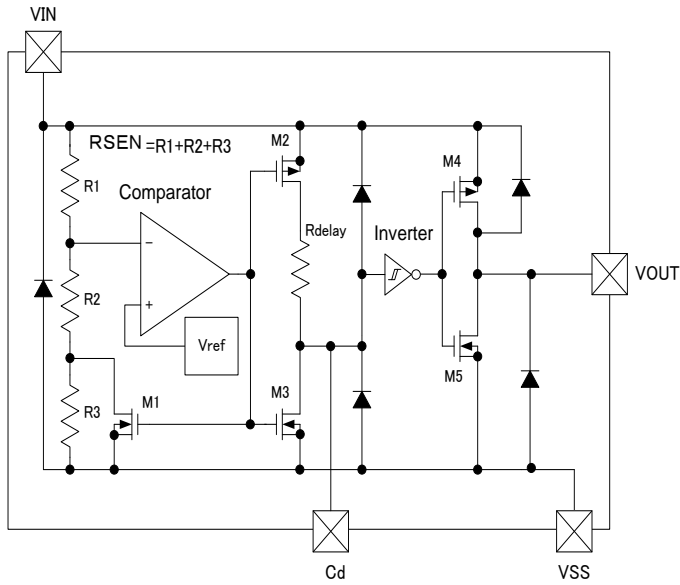 VIN
RSEN =R1+R2+R3
M2
M4
R1
Comparator
Rdelay
Inverter
−
VOUT
R2
+
Vref
M5
M1
M3
R3
Cd
VSS